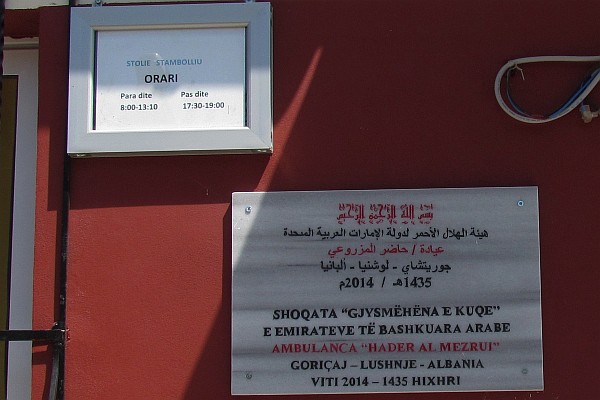 STOLIE STAMBOLLIU
ORARI
Para dite Pas dite
8:00-13:10 17:30-19:00
بسم الله الرحمن الرحيم
هيئة الهلال الأحمر لدولة الإمارات العربية المتحدة
عيادة / حاضر المزروعي
جوريتشاي - لوشنيا - ألبانيا
1435هـ / 2014م
SHOQATA "GJYSMËHËNA E KUQE"
E EMIRATEVE TË BASHKUARA ARABE
AMBULANCA "HADER AL MEZRUI"
GORIÇAJ – LUSHNJE - ALBANIA
VITI 2014 – 1435 HIXHRI